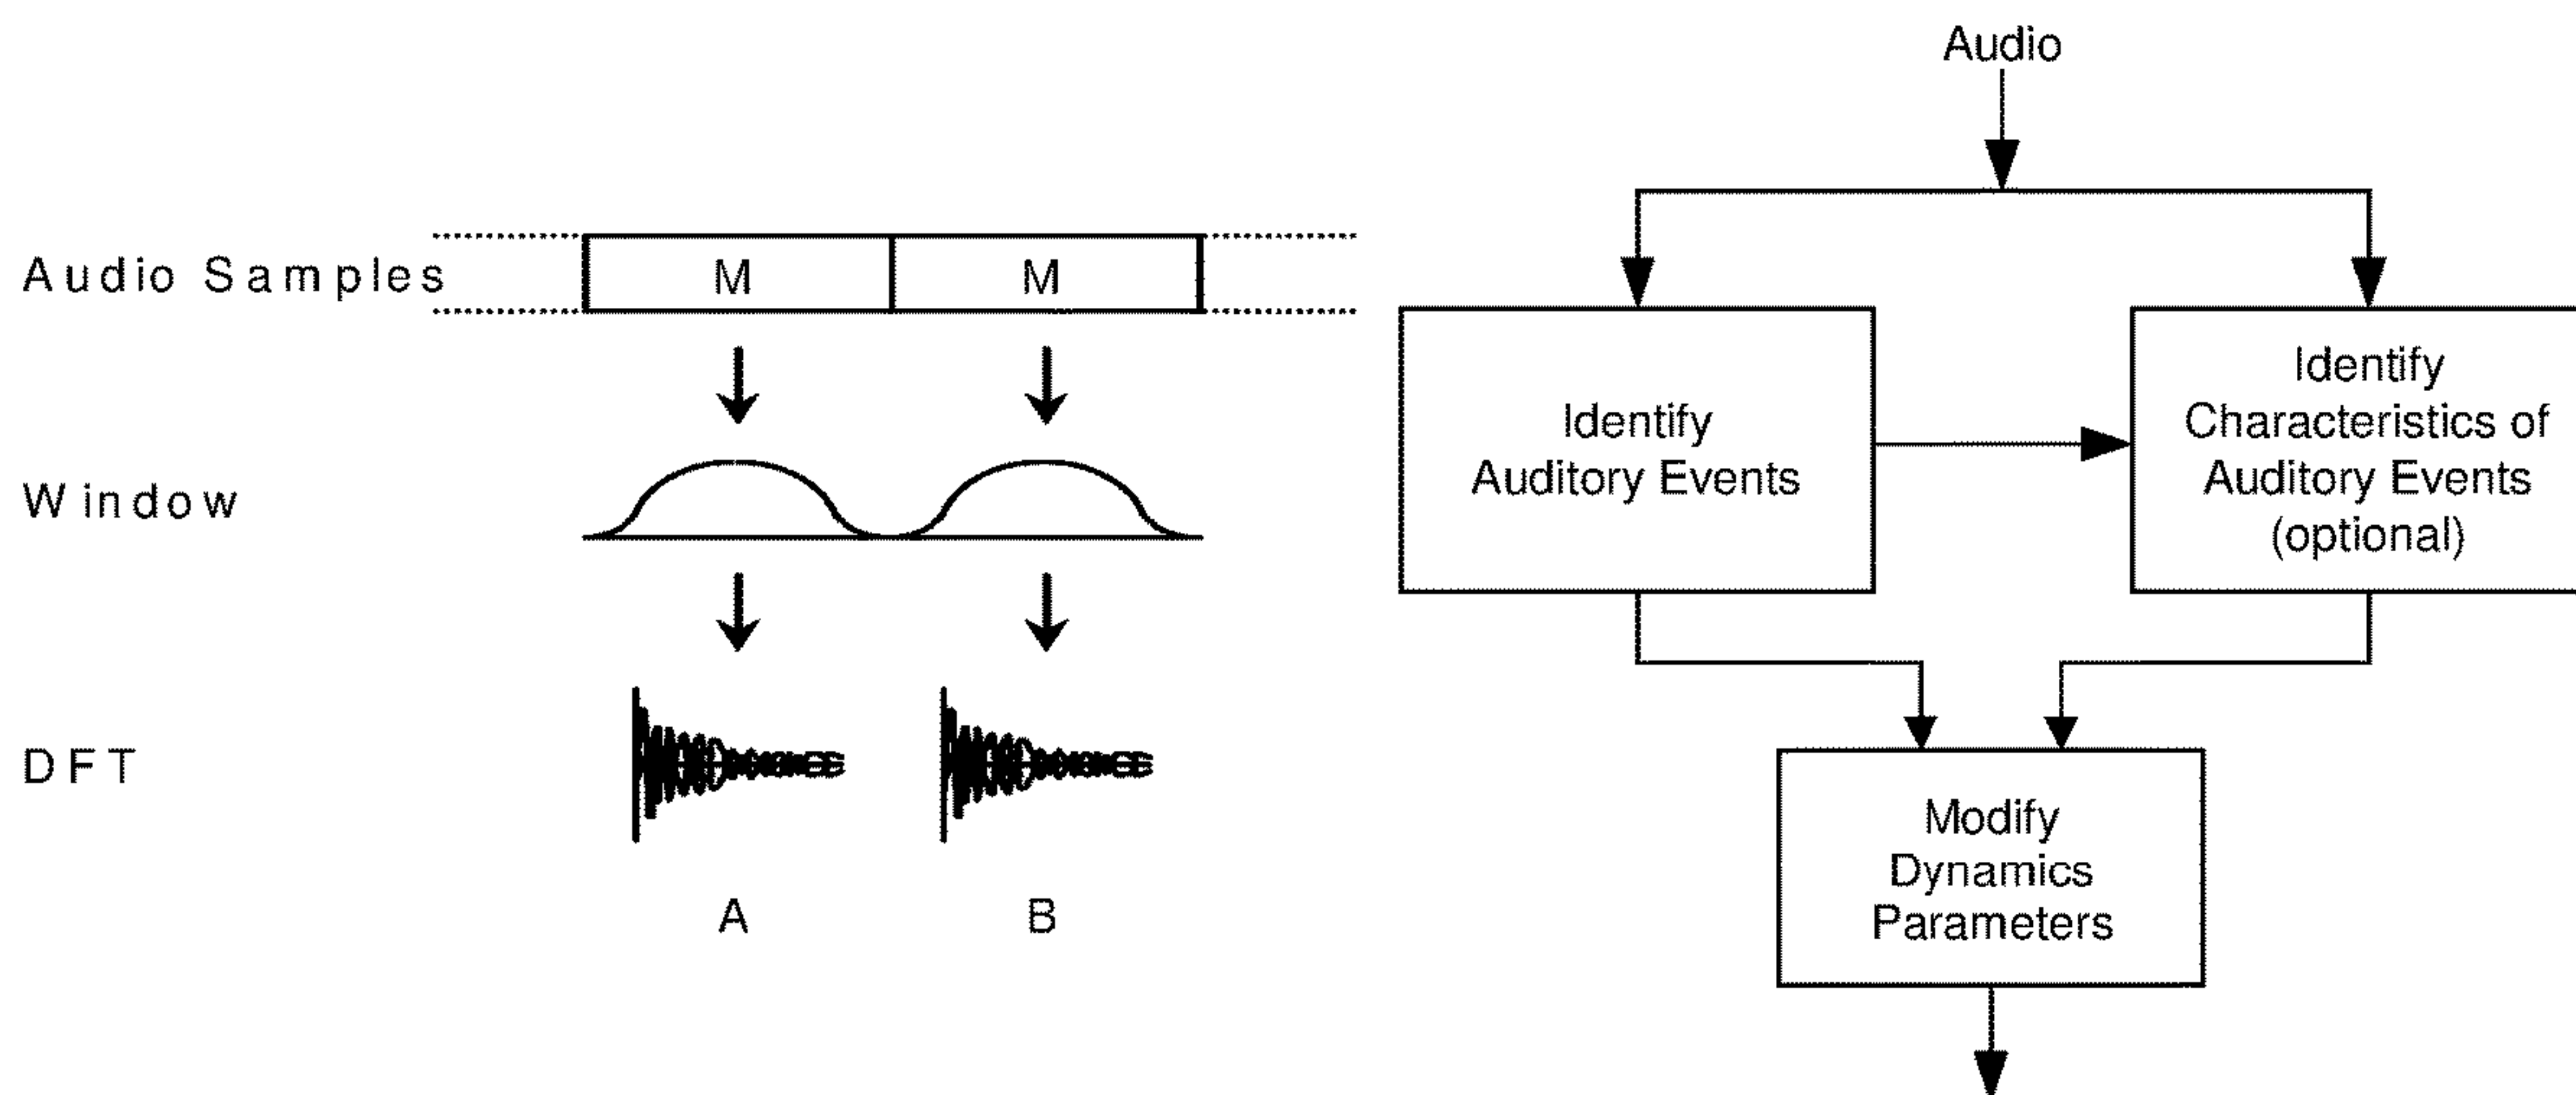 Audio Samples
M
M
Window
DFT
A
B
Audio
Identify
Auditory Events
Identify
Characteristics of
Auditory Events
(optional)
Modify
Dynamics
Parameters